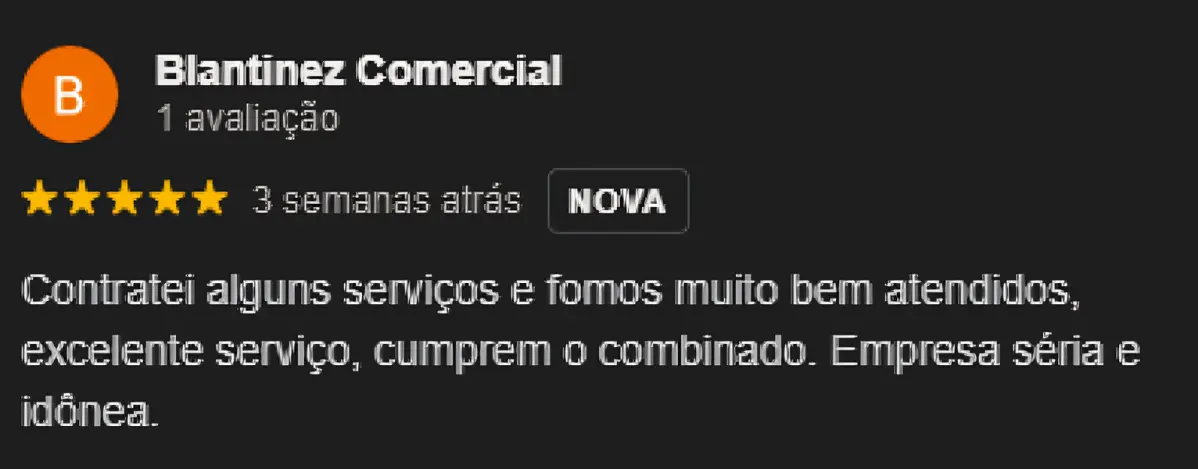 B
Blantinez Comercial
1 avaliação
3 semanas atrás NOVA
Contratei alguns serviços e fomos muito bem atendidos,
excelente serviço, cumprem o combinado. Empresa séria e
idônea.